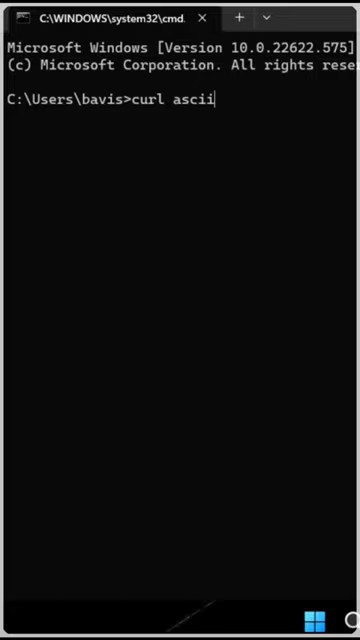 C:\WINDOWS\system32\cmd.
Microsoft Windows [Version 10.0.22622.575]
(c) Microsoft Corporation. All rights rese
C:\Users\bavis>curl ascii